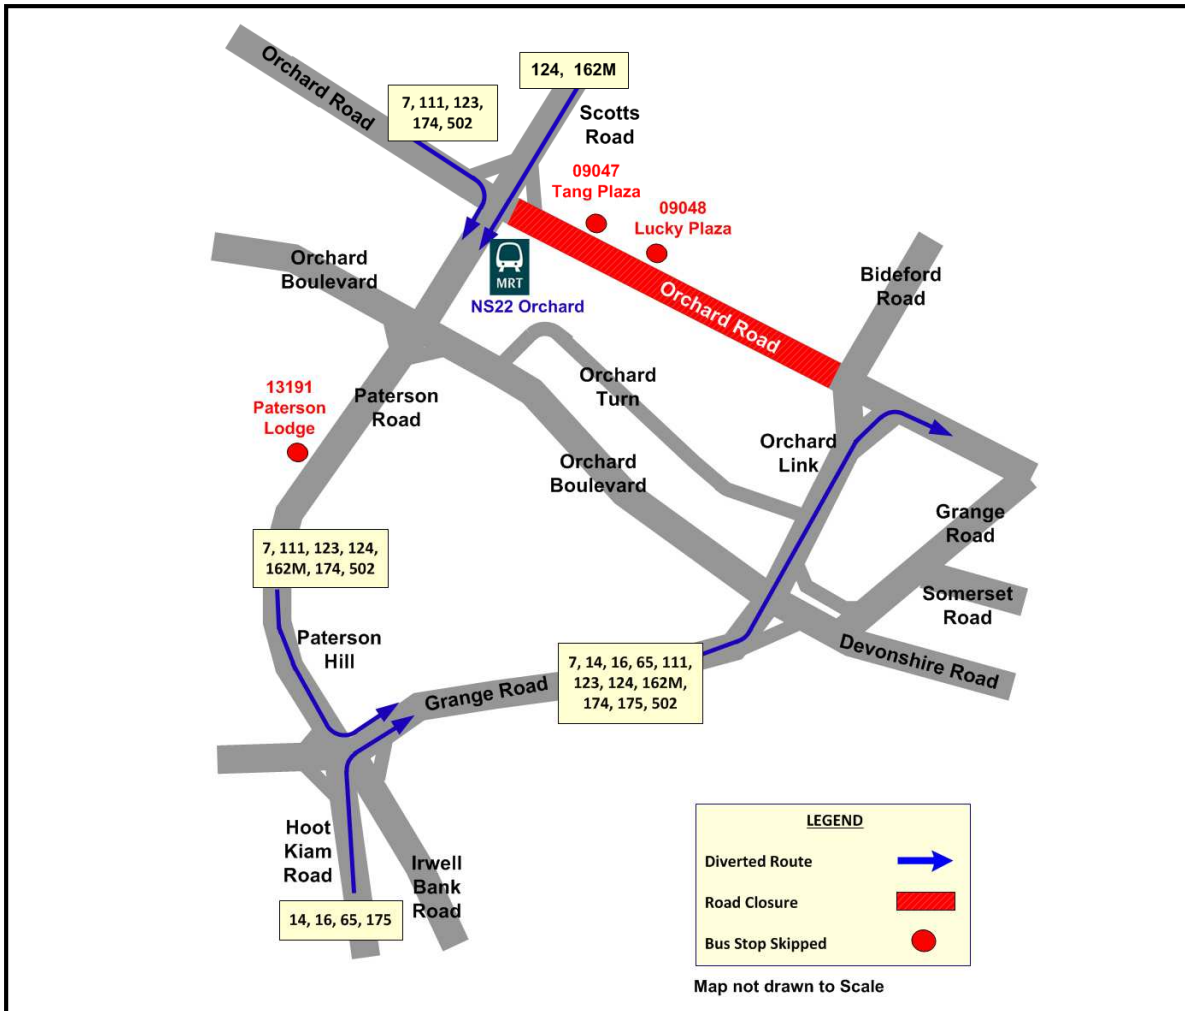 Orchard Road
124, 162M
7, 111, 123,
174, 502
Scotts
Road
09047
Tang Plaza
09048
Lucky Plaza
Orchard
Boulevard
MRT
NS22 Orchard
Orchard Road
Bideford
Road
13191
Paterson
Lodge
Paterson
Road
Orchard
Turn
Orchard
Link
Orchard
Boulevard
Grange
Road
7, 111, 123, 124,
162M, 174, 502
Somerset
Road
Paterson
Hill
Devonshire Road
Grange Road
7, 14, 16, 65, 111,
123, 124, 162M,
174, 175, 502
Hoot
Kiam
Road
Irwell
Bank
Road
14, 16, 65, 175
LEGEND
Diverted Route
Road Closure
Bus Stop Skipped
Map not drawn to Scale